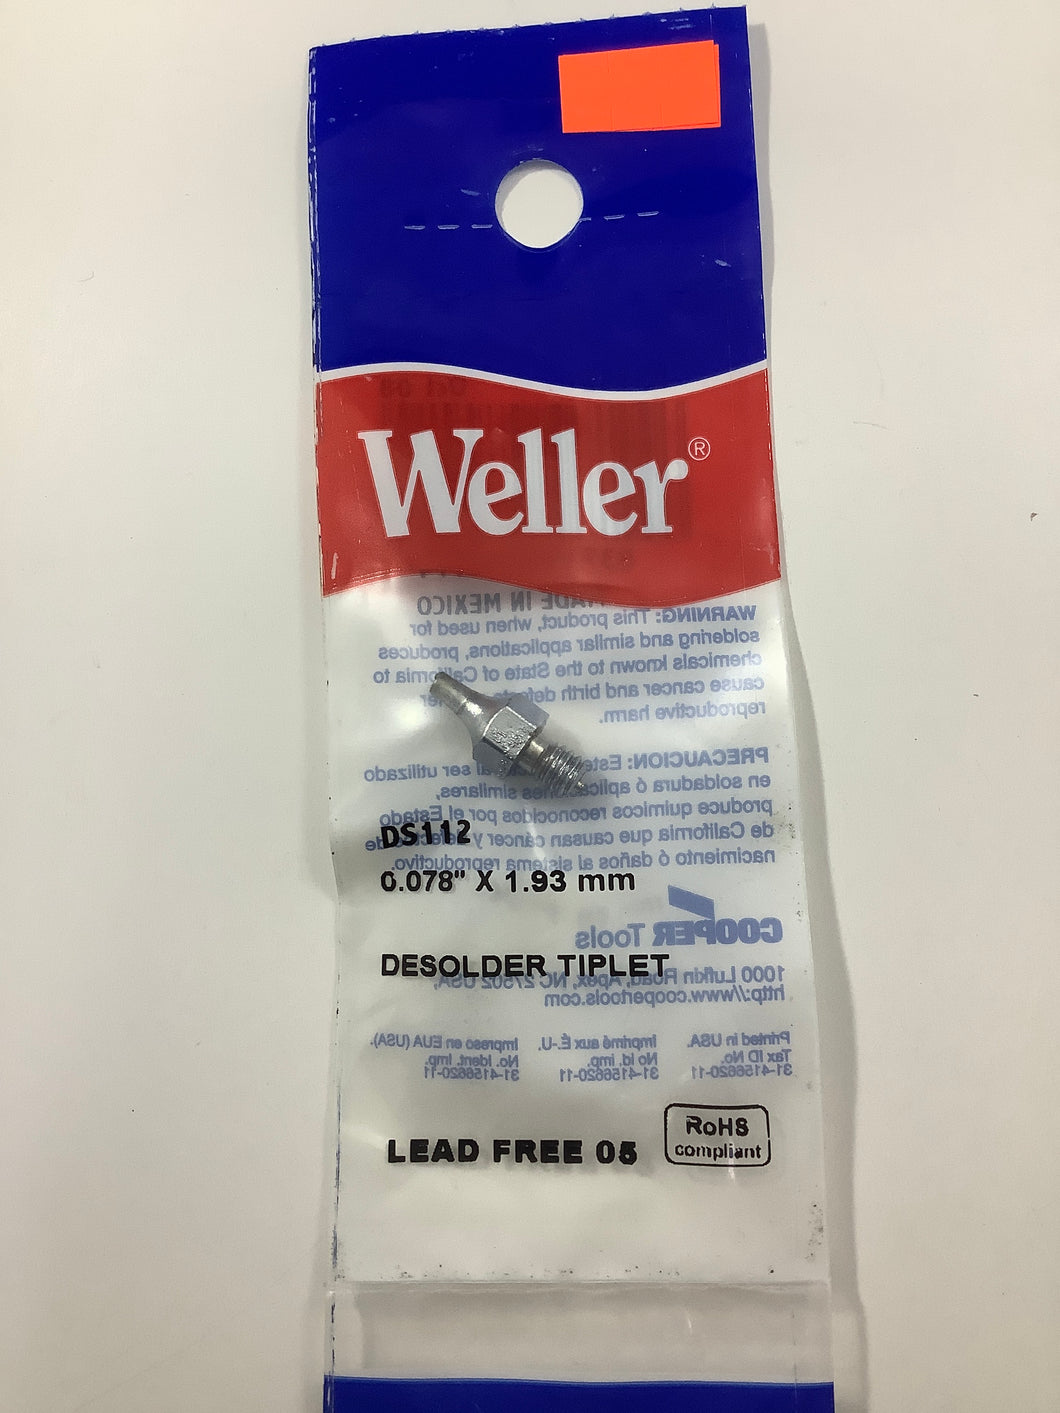 Weller®
MADE IN MEXICO
WARNING: This product, when used for
soldering and similar applications, produces
chemicals known to the State of California to
cause cancer and birth
reproductive harm.
PRECAUCION: Este al ser utilizado
en soldadura ó similares,
produce quimicos reconocidos por el Estado
de California que causan cáncer y de
nacimiento ó daños al sistema reproductivo.
DS112
0.078" X 1.93 mm
COOPER Tools
DESOLDER TIPLET
1000 Lufkin Road, Apex, NC 27502 USA,
http://www.coopertools.com
Printed in USA. Imprimé aux É.-U. Impreso en EUA (USA).
Tax ID No. No Id. imp. No. Ident. Imp.
31-4156620-11 31-4156620-11 31-4156620-11
LEAD FREE 05
RoHS
compliant